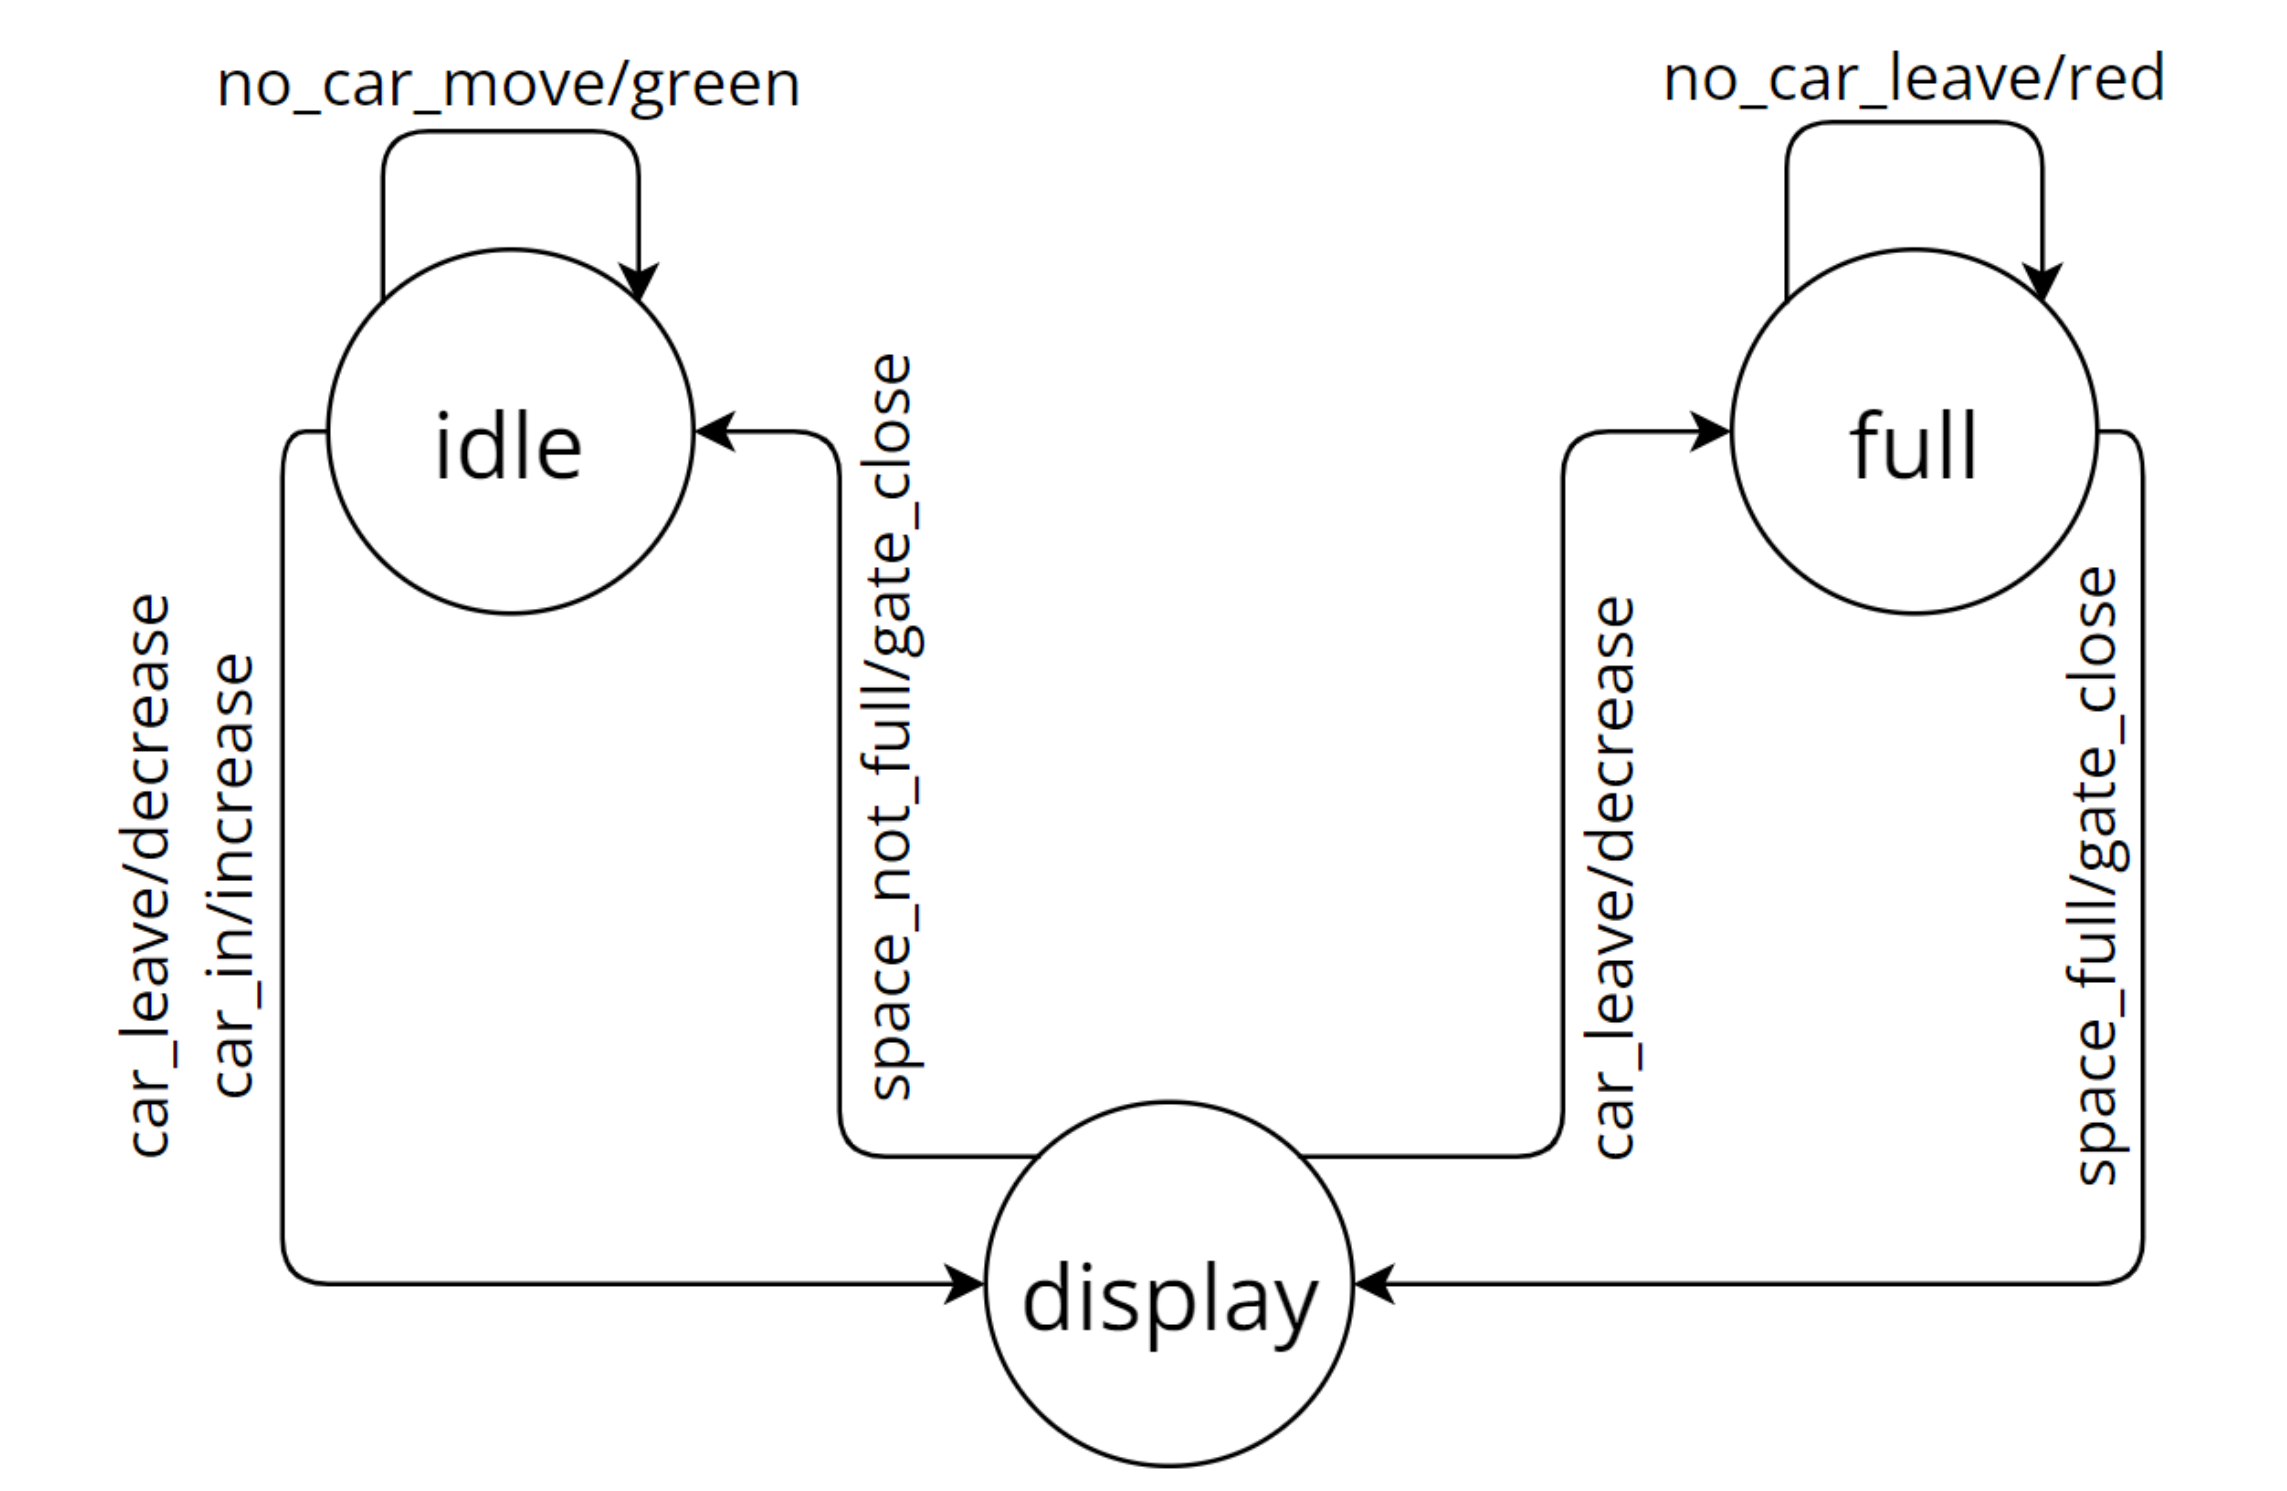 no_car_move/green
no_car_leave/red
idle
full
car_leave/decrease
car_in/increase
space_not_full/gate_close
car_leave/decrease
space_full/gate_close
display